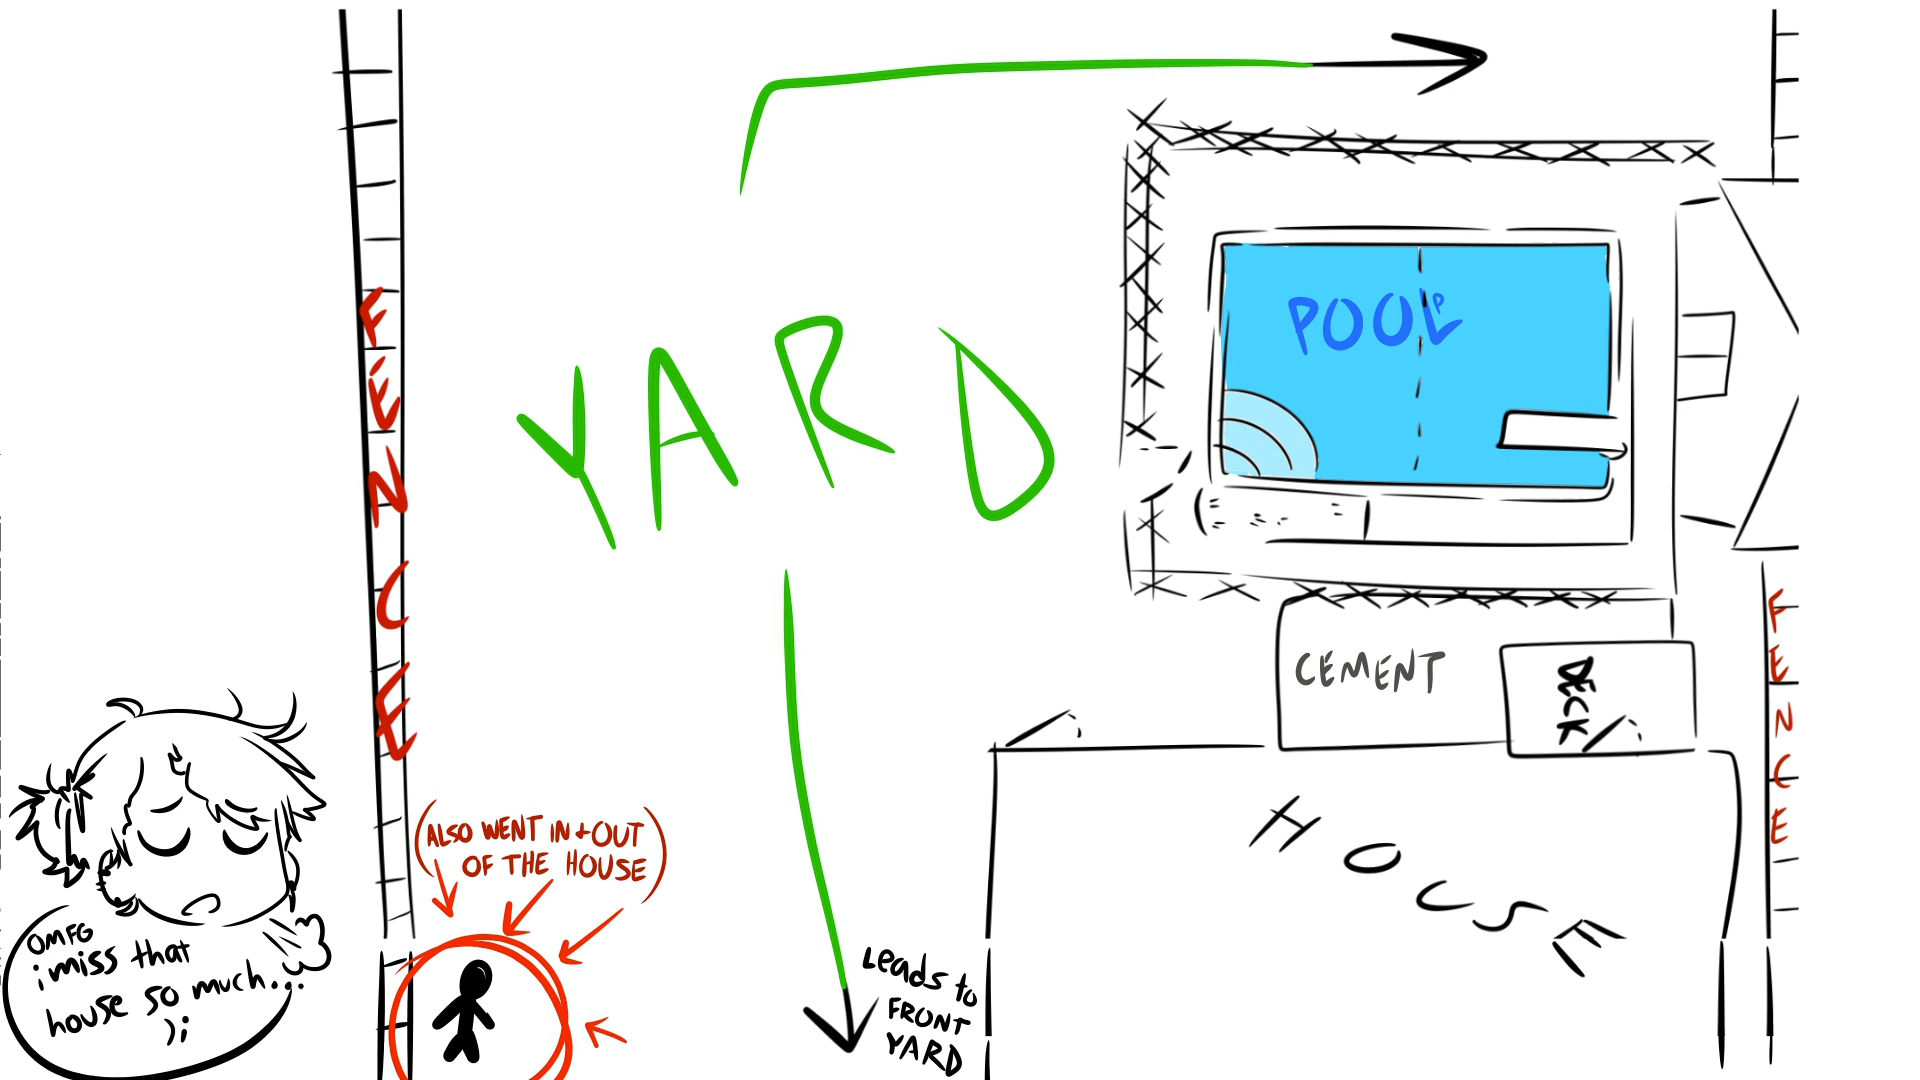 YARD
POOL
P
FENCE
CEMENT
DECK
FENCE
HOUSE
(ALSO WENT IN + OUT
OF THE HOUSE)
Leads to
FRONT
YARD
OMFG
i miss that
house so much...
);